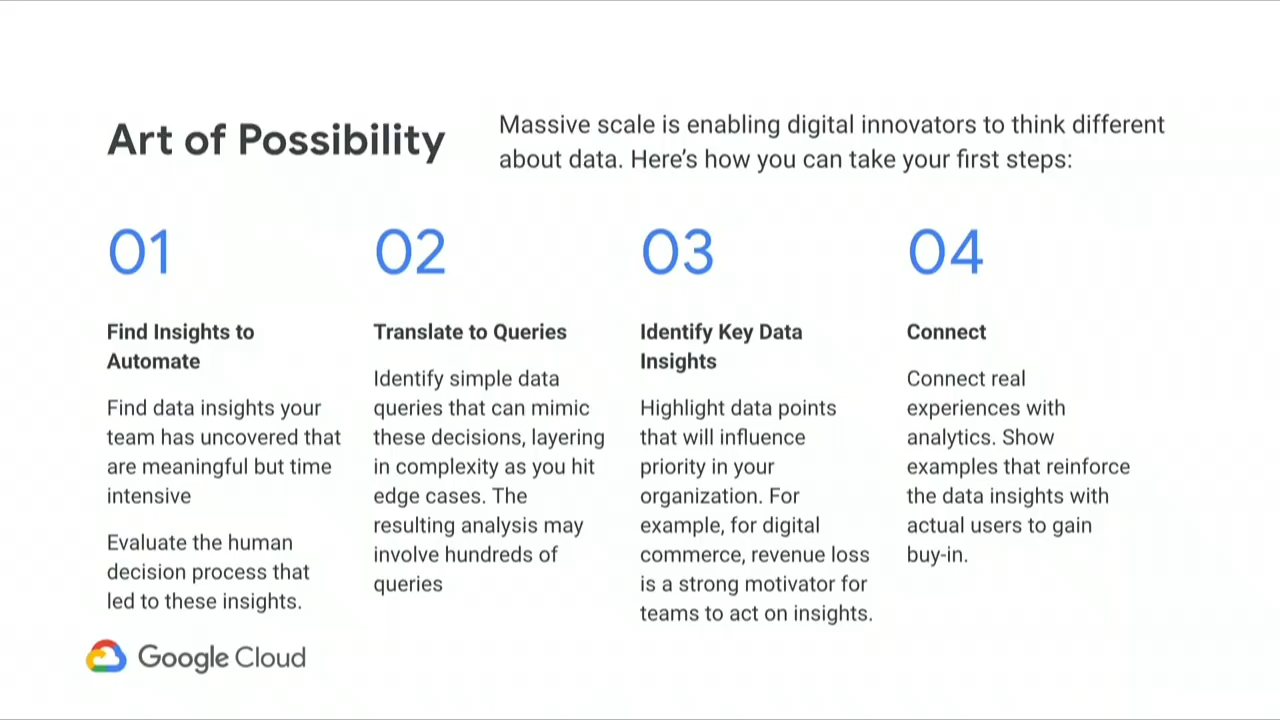 Art of Possibility
Massive scale is enabling digital innovators to think different
about data. Here's how you can take your first steps:
01
Find Insights to
Automate
Find data insights your
team has uncovered that
are meaningful but time
intensive
Evaluate the human
decision process that
led to these insights.
02
Translate to Queries
Identify simple data
queries that can mimic
these decisions, layering
in complexity as you hit
edge cases. The
resulting analysis may
involve hundreds of
queries
03
Identify Key Data
Insights
Highlight data points
that will influence
priority in your
organization. For
example, for digital
commerce, revenue loss
is a strong motivator for
teams to act on insights.
04
Connect
Connect real
experiences with
analytics. Show
examples that reinforce
the data insights with
actual users to gain
buy-in.
Google Cloud